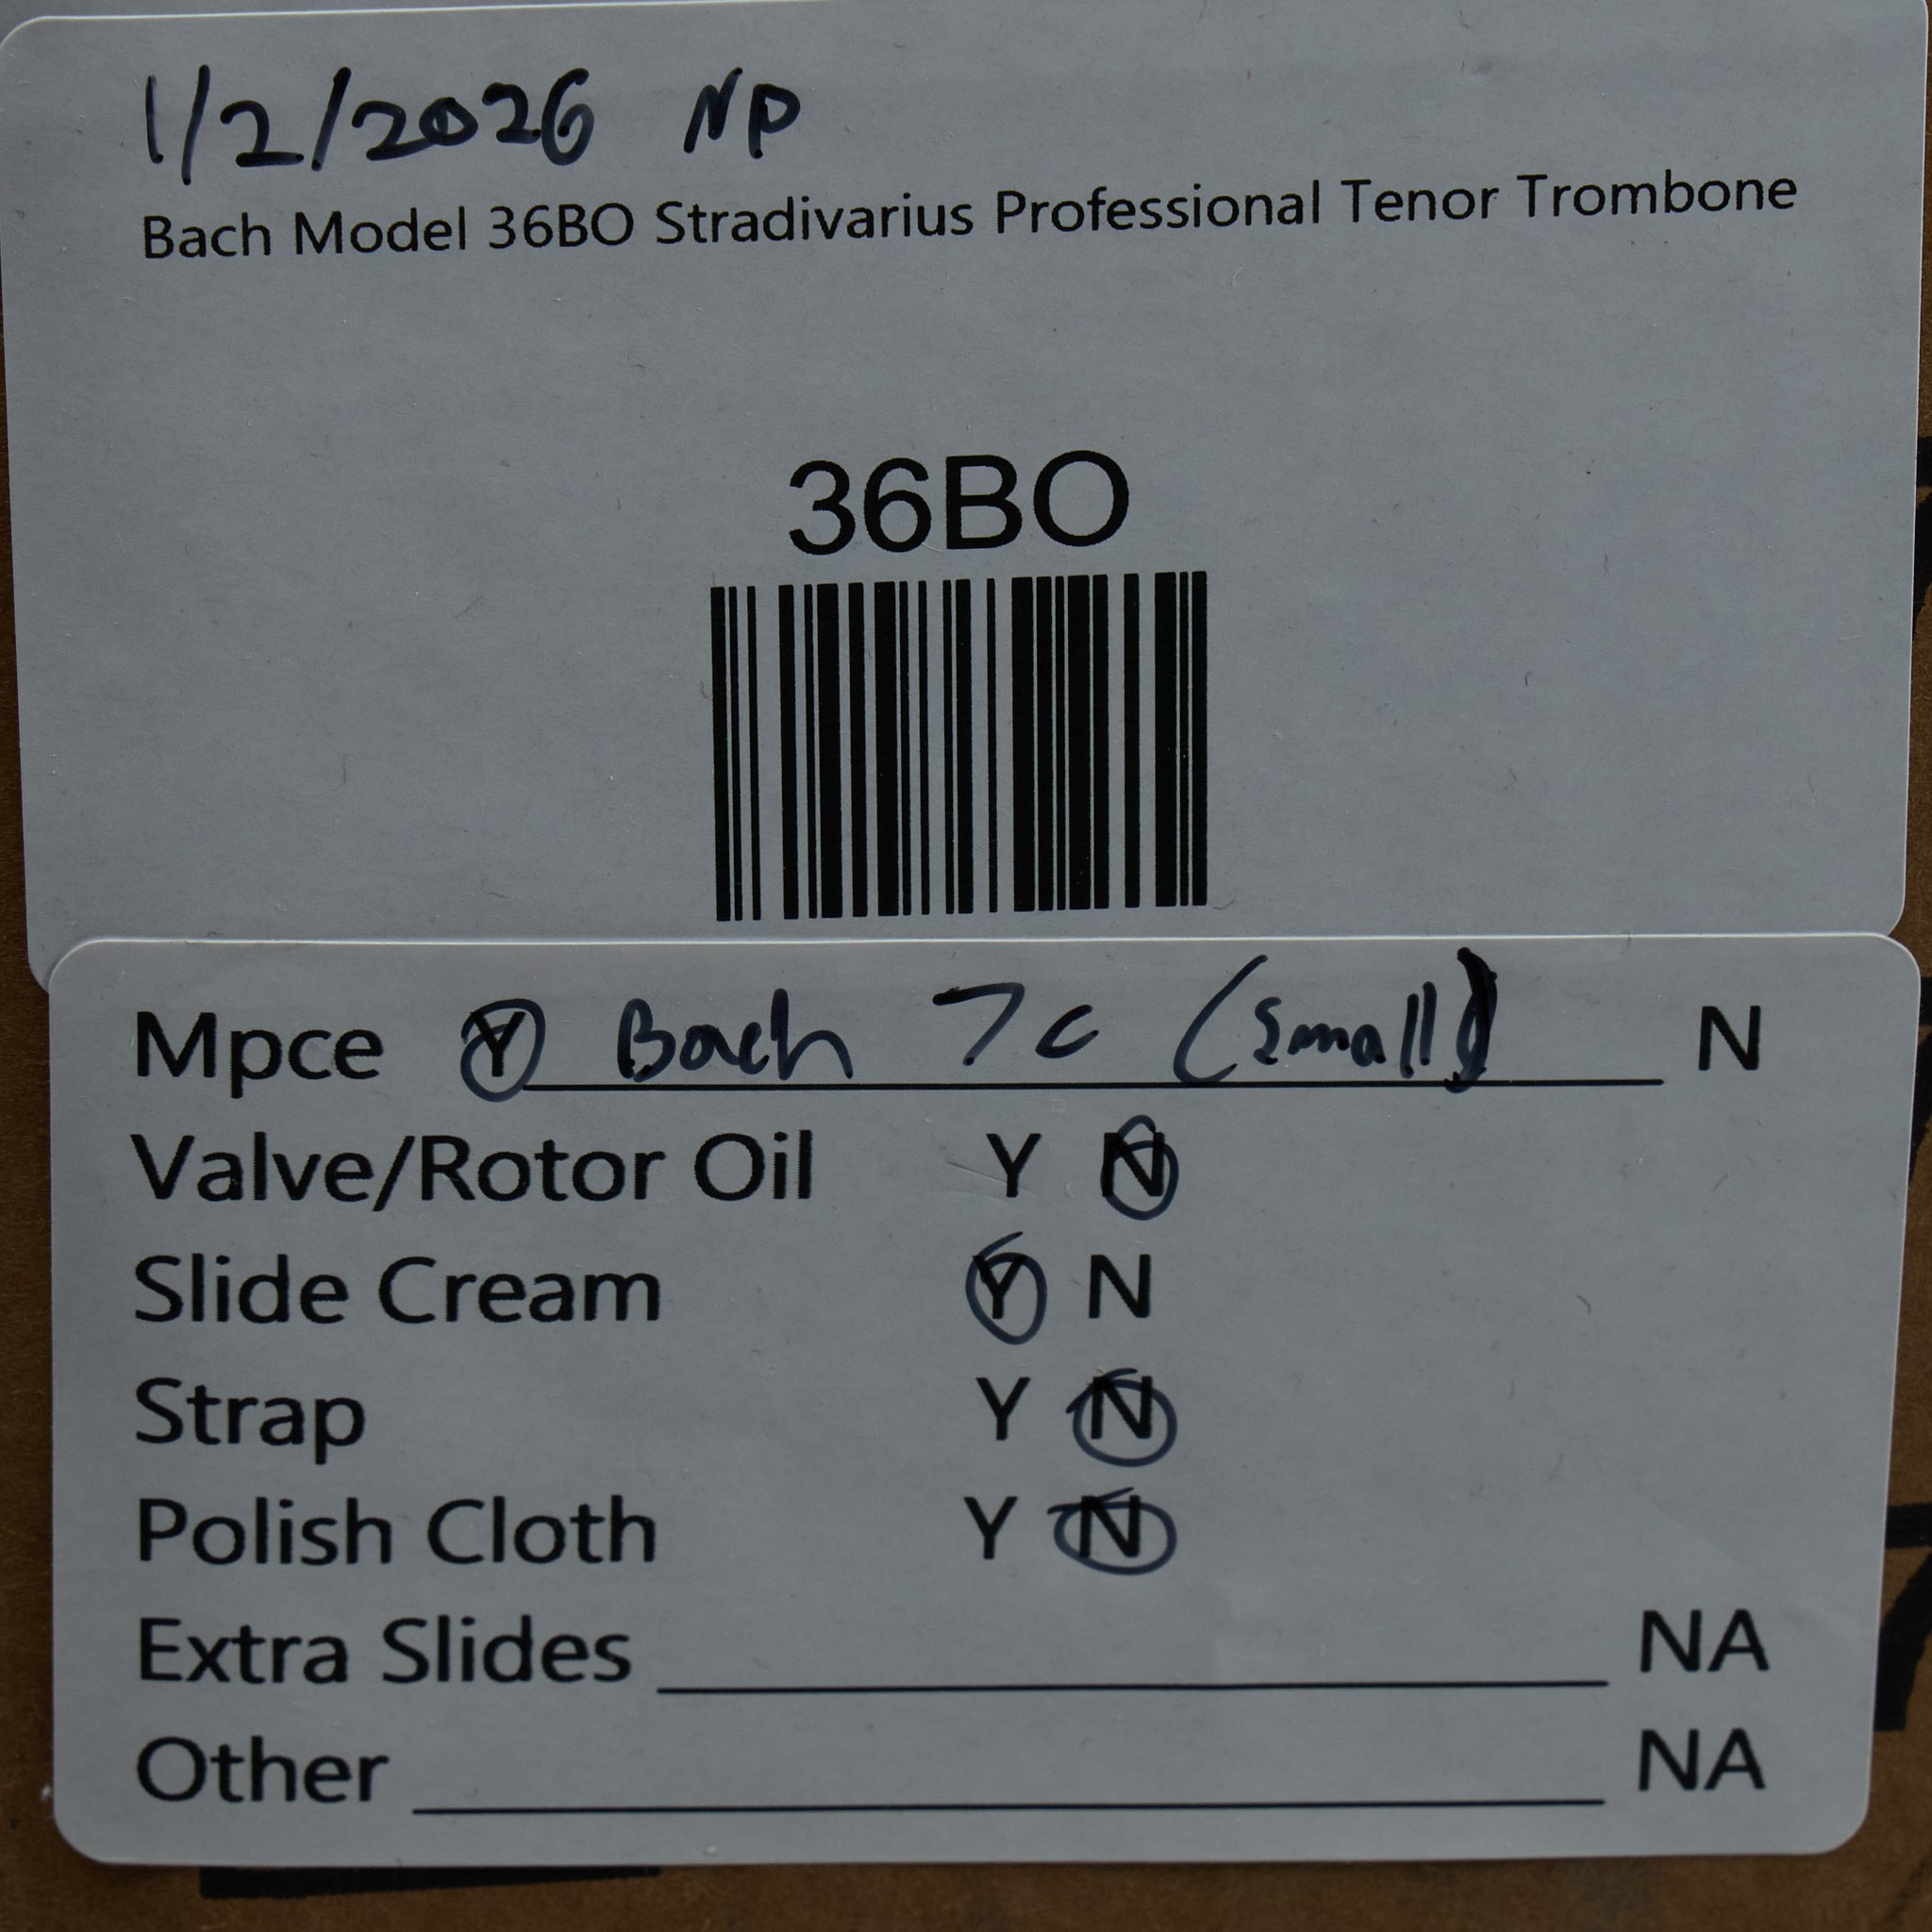 1/2/2026 NP
Bach Model 36BO Stradivarius Professional Tenor Trombone
36BO
Mpce Y Bach 7C (small) N
Valve/Rotor Oil Y N
Slide Cream Y N
Strap Y N
Polish Cloth Y N
Extra Slides NA
Other NA